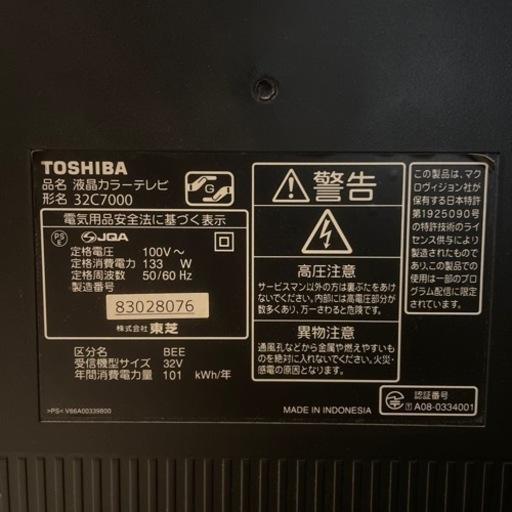 TOSHIBA
品名 液晶カラーテレビ
形名 32C7000
G
電気用品安全法に基づく表示
PS E JQA
定格電圧 100V～
定格消費電力 133 W
定格周波数 50/60 Hz
製造番号
83028076
株式会社 東芝
区分名 BEE
受信機型サイズ 32V
年間消費電力量 101 kWh/年
>PS< V66A00339800
警告
高圧注意
サービスマン以外の方は裏ぶたをあけ
ないでください。内部には高電圧部分が
数多くあり、万一さわると危険です。
異物注意
通風孔などから金属や燃えやすいもの
を絶対に入れないでください。火災・
感電の原因となります。
MADE IN INDONESIA
この製品は、マク
ロヴィジョン社が
保有する日本特許
第1925090号
の特許技術のライ
センス供与により
製造されたもので
あり、この製品での
使用は一部のプロ
グラム配信に限定
されています。
認証番号
T A08-0334001